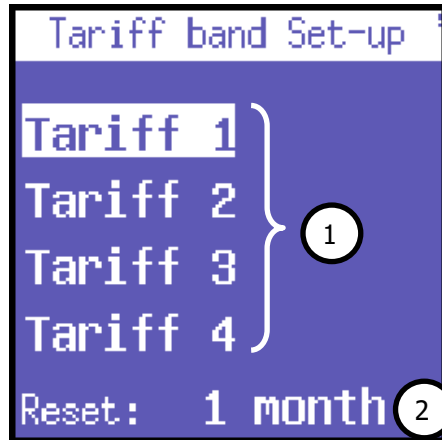 Tariff band Set-up
Tariff 1
Tariff 2
Tariff 3
Tariff 4
1
Reset: 1 month
2